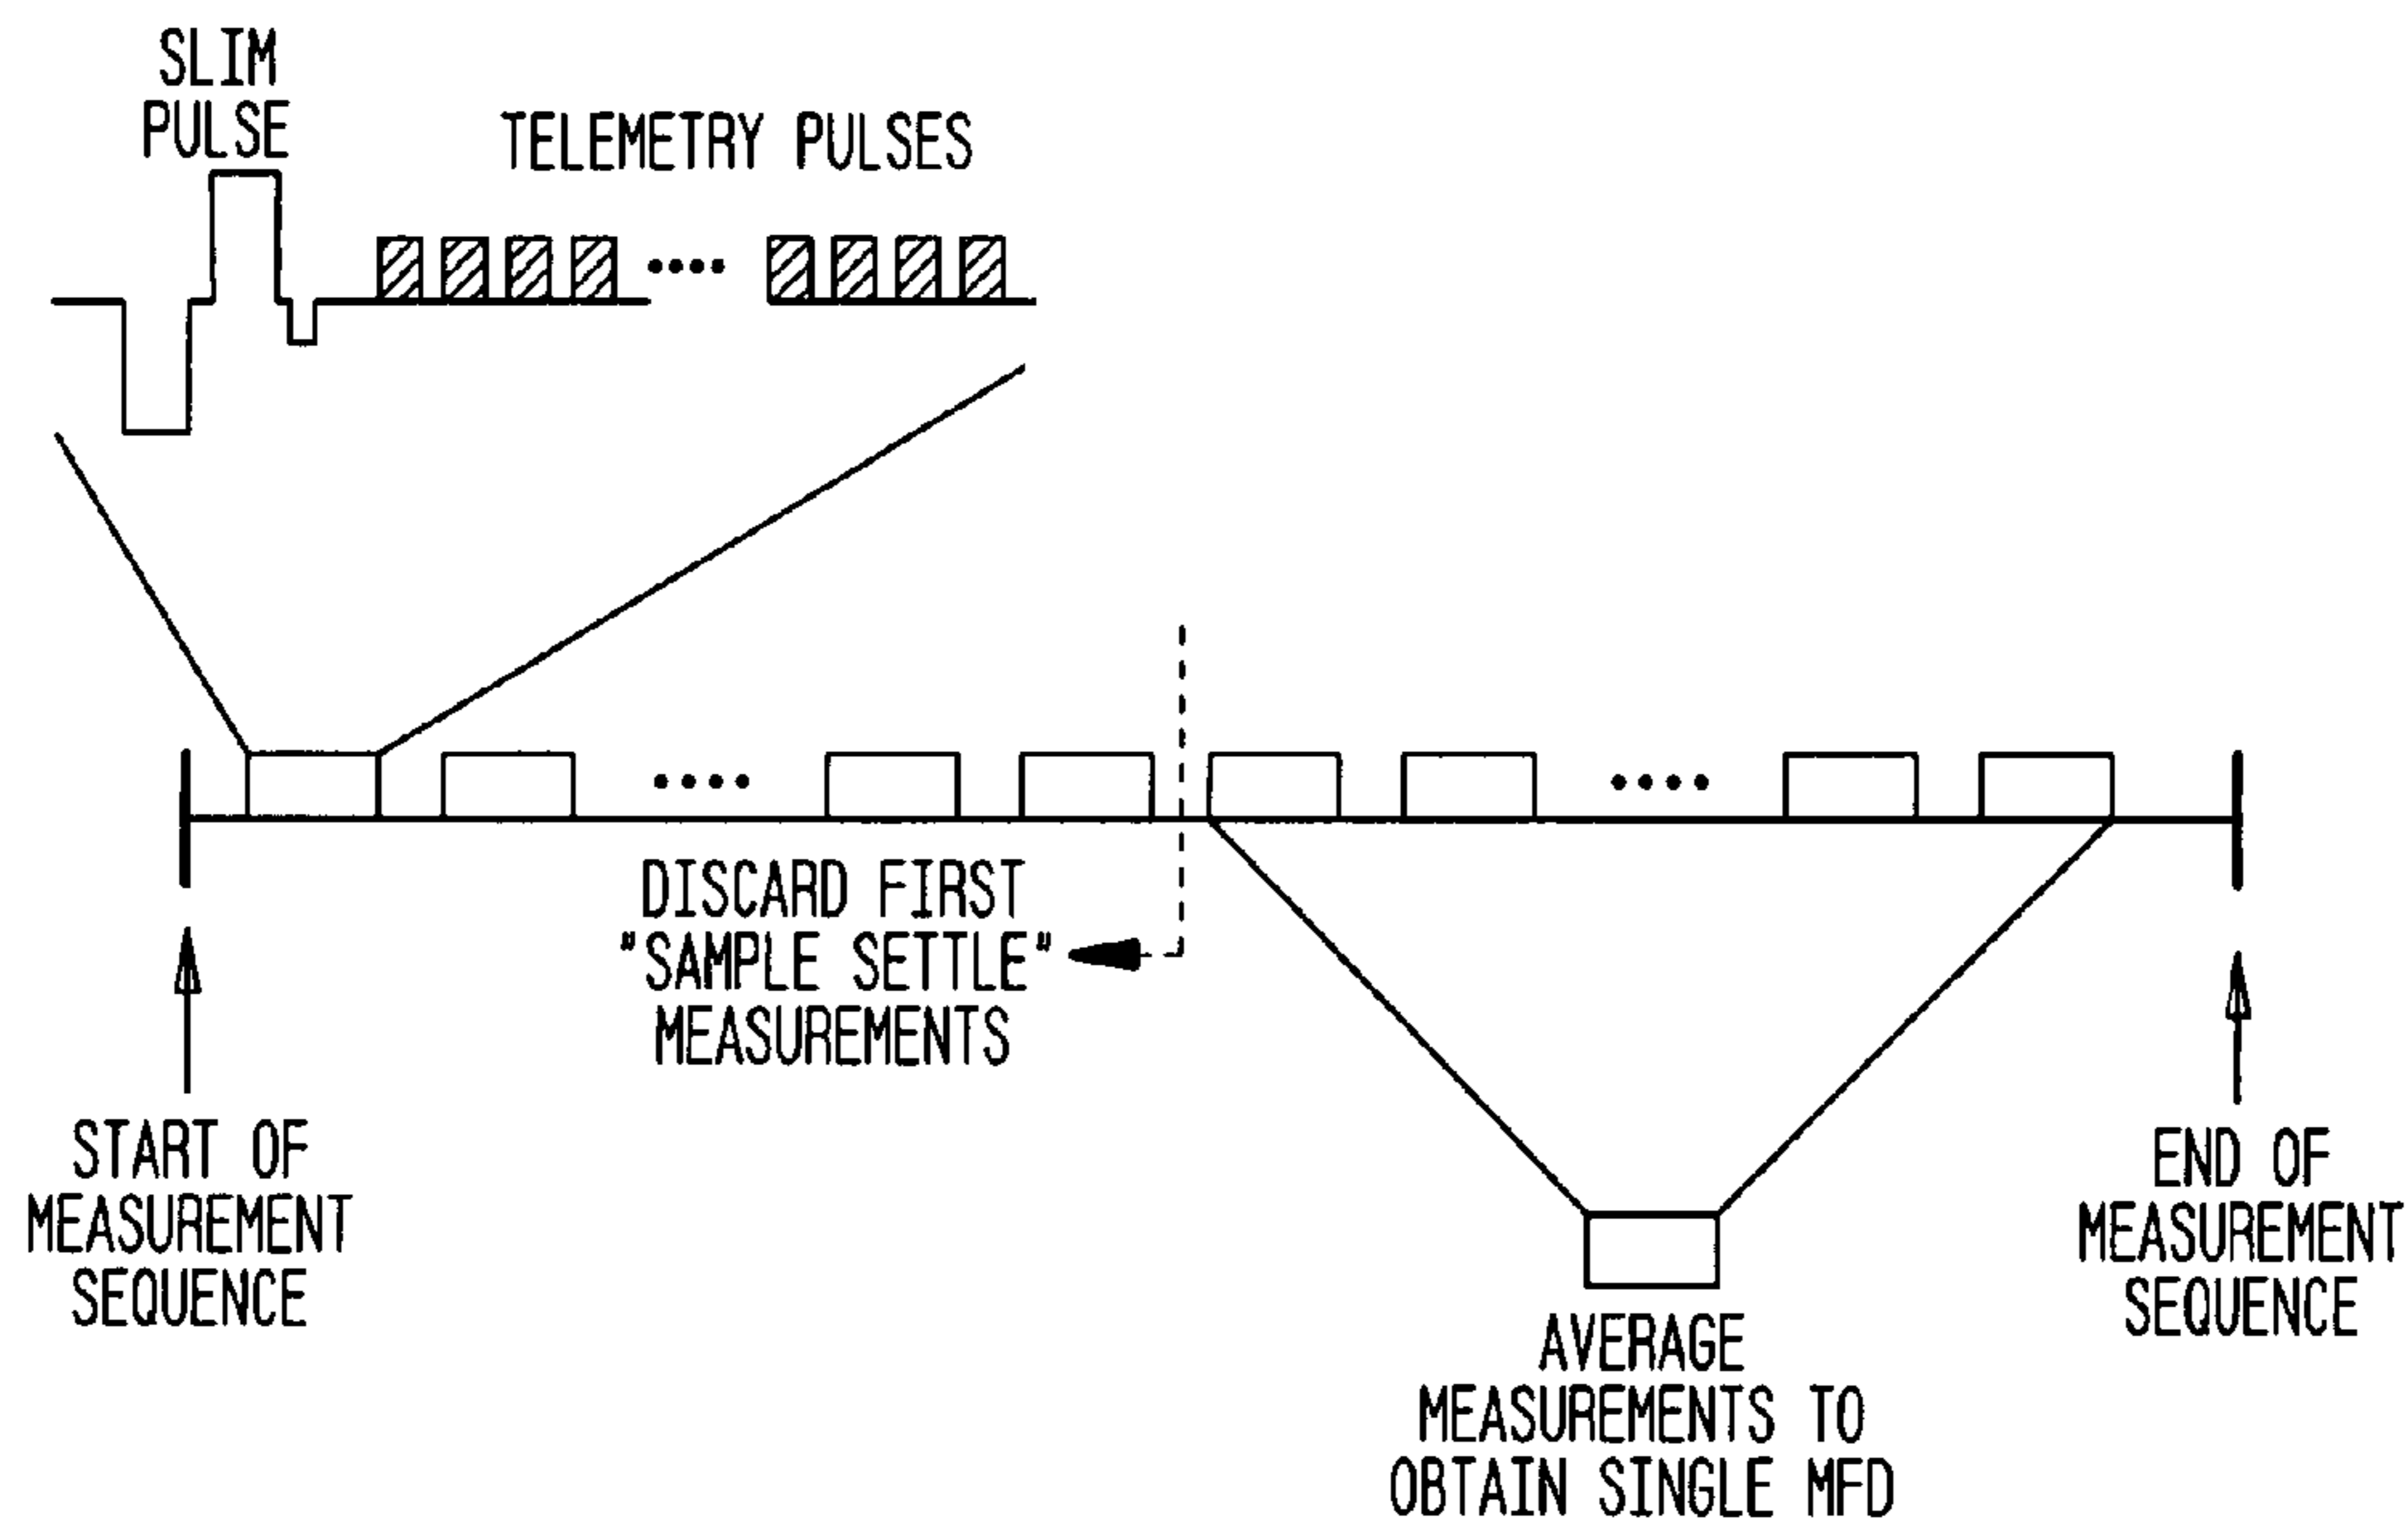 SLIM
PULSE
TELEMETRY PULSES
DISCARD FIRST
"SAMPLE SETTLE"
MEASUREMENTS
START OF
MEASUREMENT
SEQUENCE
END OF
MEASUREMENT
SEQUENCE
AVERAGE
MEASUREMENTS TO
OBTAIN SINGLE MFD